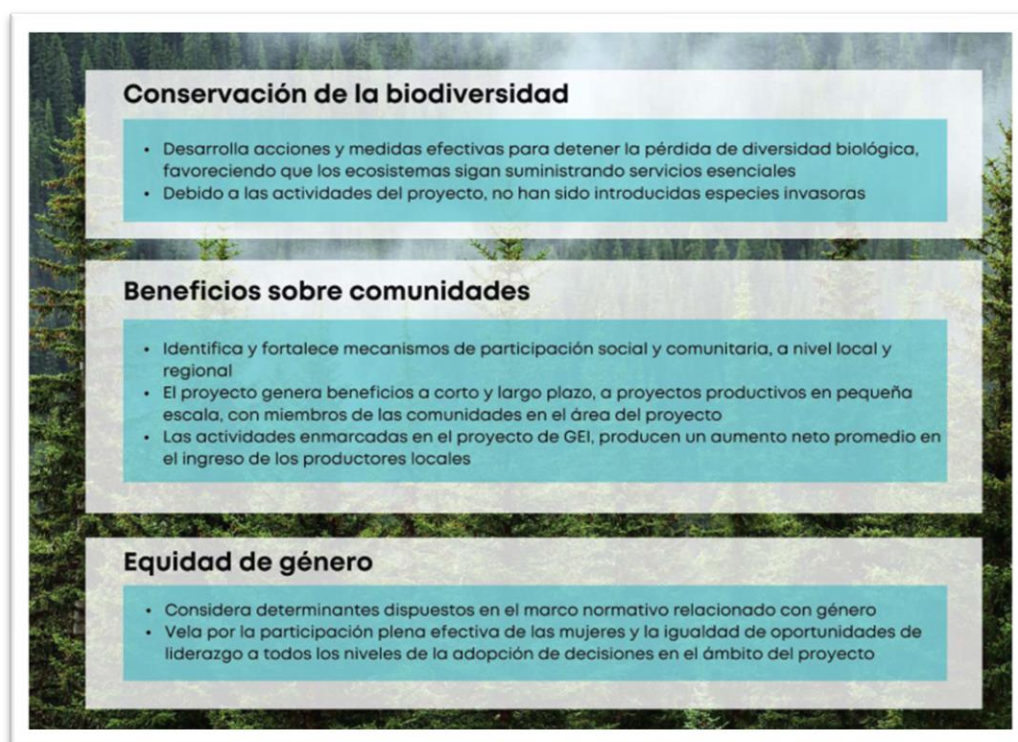 Conservación de la biodiversidad
• Desarrolla acciones y medidas efectivas para detener la pérdida de diversidad biológica,
favoreciendo que los ecosistemas sigan suministrando servicios esenciales
• Debido a las actividades del proyecto, no han sido introducidas especies invasoras
Beneficios sobre comunidades
• Identifica y fortalece mecanismos de participación social y comunitaria, a nivel local y
regional
• El proyecto genera beneficios a corto y largo plazo, a proyectos productivos en pequeña
escala, con miembros de las comunidades en el área del proyecto
• Las actividades enmarcadas en el proyecto de GEI, producen un aumento neto promedio en
el ingreso de los productores locales
Equidad de género
• Considera determinantes dispuestos en el marco normativo relacionado con género
• Vela por la participación plena efectiva de las mujeres y la igualdad de oportunidades de
liderazgo a todos los niveles de la adopción de decisiones en el ámbito del proyecto